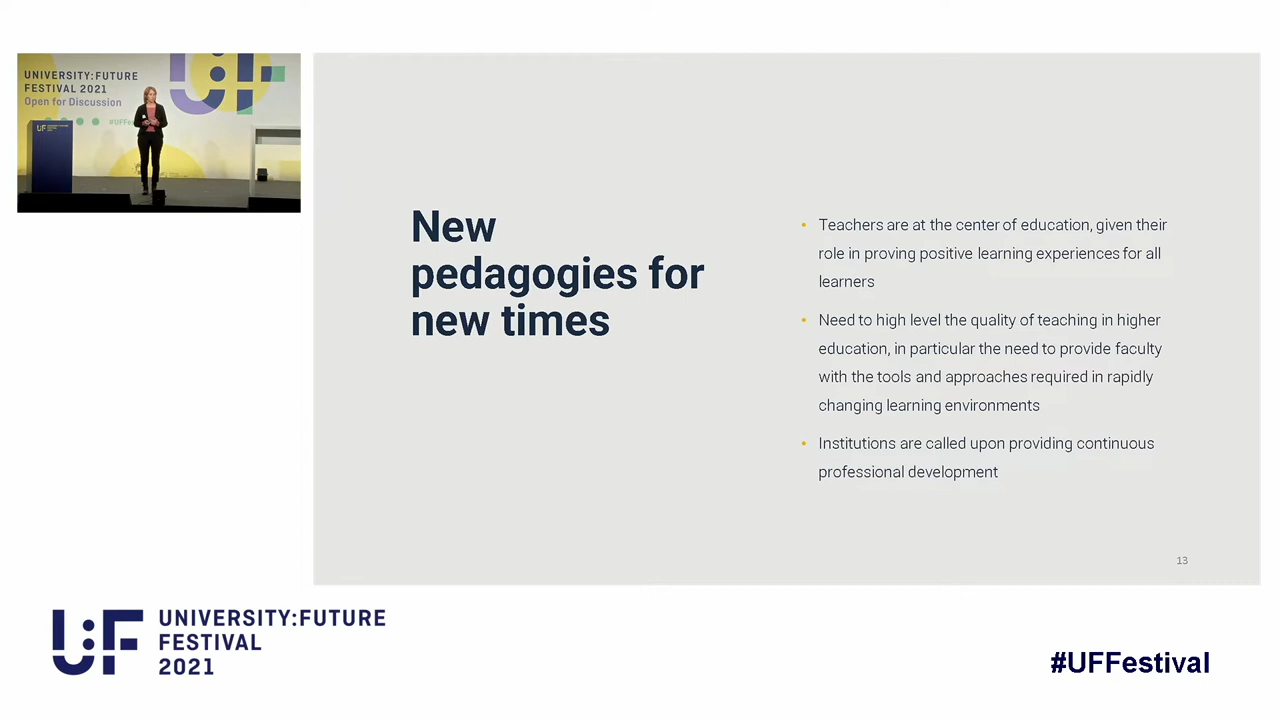 UNIVERSITY:FUTURE
FESTIVAL 2021
Open for Discussion
U:F
#UFFe
UF
New
pedagogies for
new times
• Teachers are at the center of education, given their
role in proving positive learning experiences for all
learners
• Need to high level the quality of teaching in higher
education, in particular the need to provide faculty
with the tools and approaches required in rapidly
changing learning environments
• Institutions are called upon providing continuous
professional development
13
U:F
UNIVERSITY:FUTURE
FESTIVAL
2021
#UFFestival